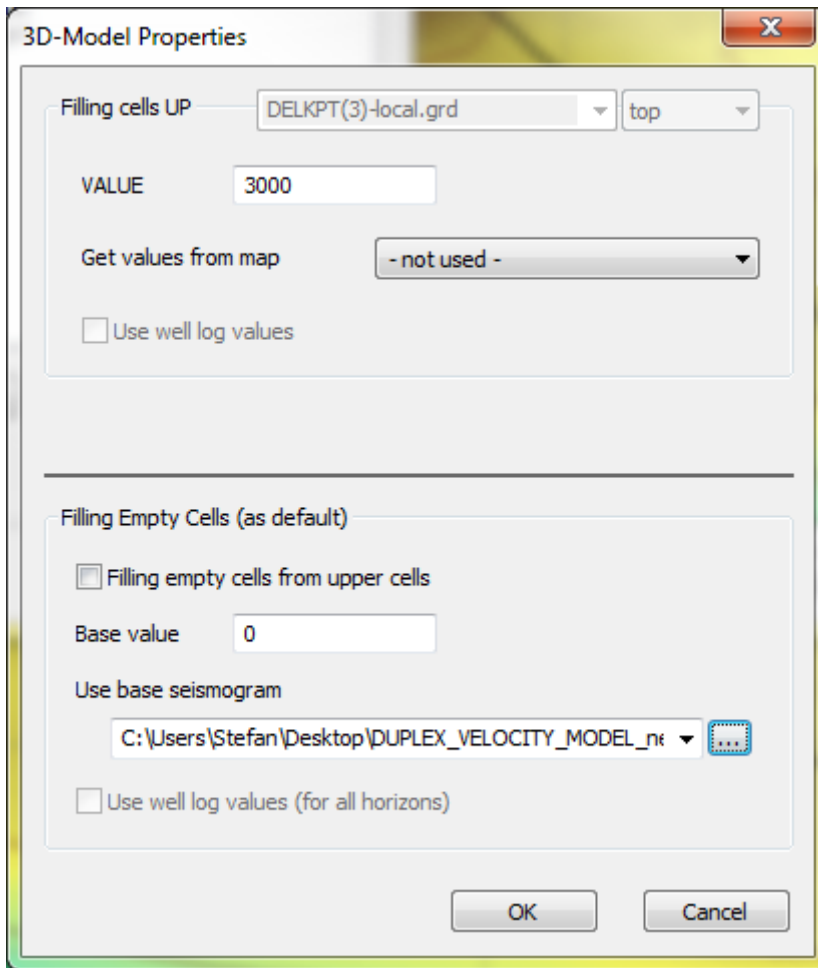 3D-Model Properties
Filling cells UP DELKPT(3)-local.grd top
VALUE 3000
Get values from map - not used -
Use well log values
Filling Empty Cells (as default)
Filling empty cells from upper cells
Base value 0
Use base seismogram
C:\Users\Stefan\Desktop\DUPLEX_VELOCITY_MODEL_ne ...
Use well log values (for all horizons)
OK Cancel